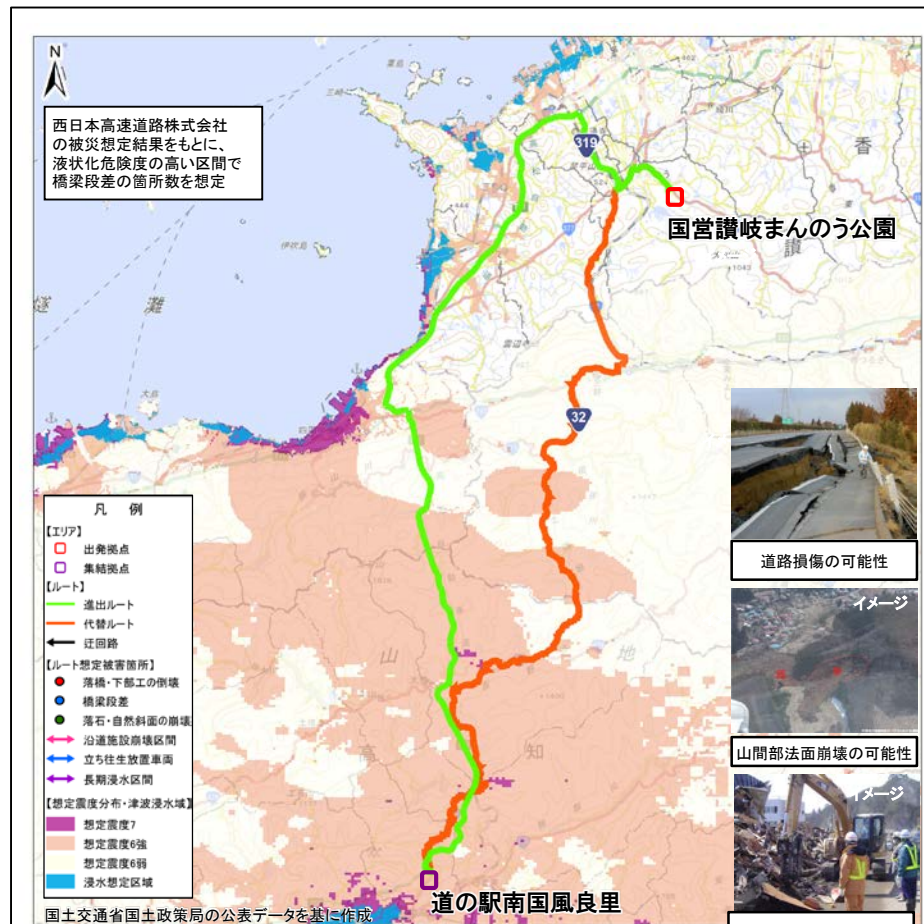 N
西日本高速道路株式会社
の被災想定結果をもとに、
液状化危険度の高い区間で
橋梁段差の箇所数を想定
319
国営讃岐まんのう公園
香
讃
燧
灘
伊吹島
32
山
地
高
知
道の駅南国風良里
凡 例
【エリア】
出発拠点
集結拠点
【ルート】
進出ルート
代替ルート
迂回路
【ルート想定被害箇所】
落橋・下部工の倒壊
橋梁段差
落石・自然斜面の崩壊
沿道施設崩壊区間
立ち往生放置車両
長期浸水区間
【想定震度分布・津波浸水域】
想定震度7
想定震度6強
想定震度6弱
浸水想定区域
国土交通省国土政策局の公表データを基に作成
道路損傷の可能性
イメージ
山間部法面崩壊の可能性
イメージ